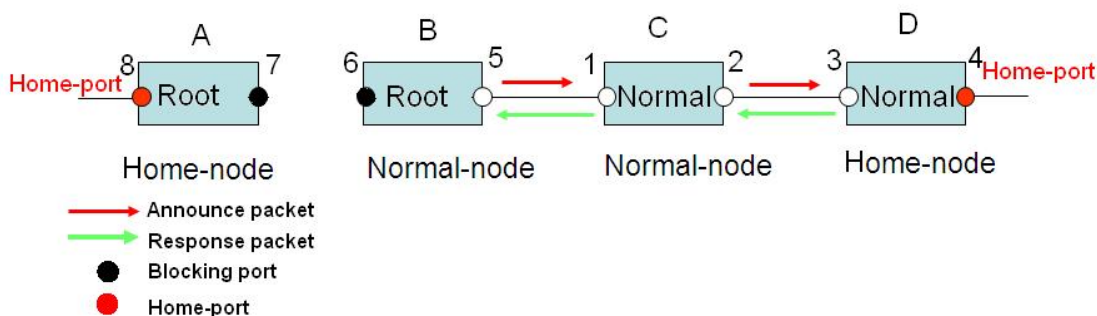 A
B
C
D
8
7
6
5
1
2
3
4
Home-port
Root
Root
Normal
Normal
Home-port
Home-node
Normal-node
Normal-node
Home-node
Announce packet
Response packet
Blocking port
Home-port